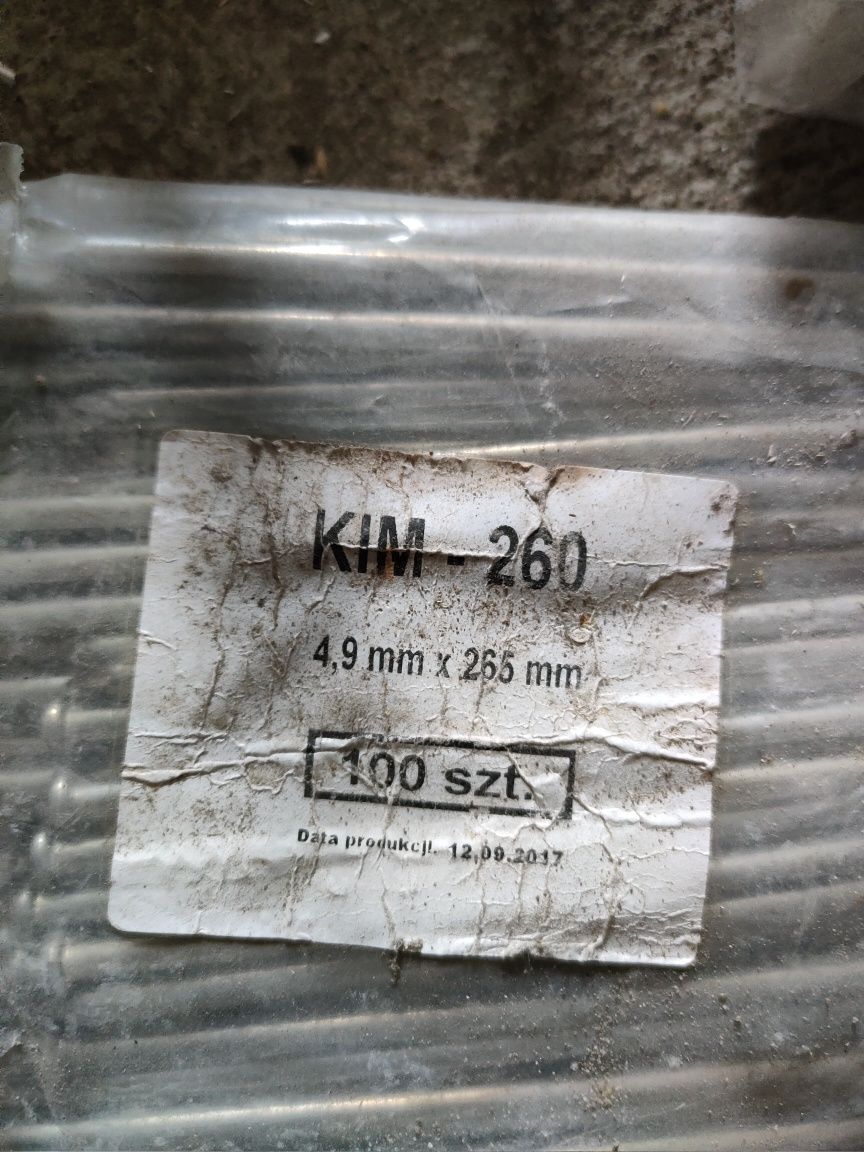 KIM - 260
4,9 mm x 265 mm
100 szt.
Data produkcji. 12.09.2017